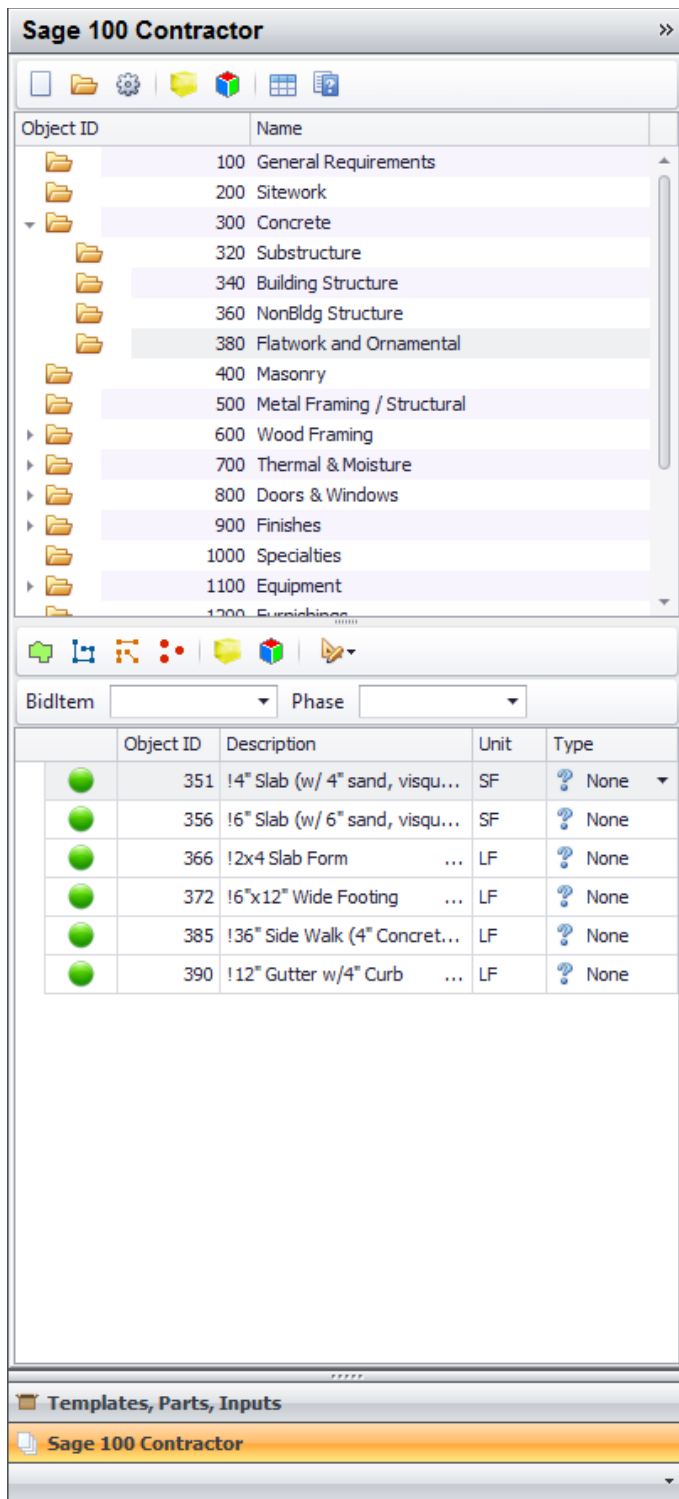 Sage 100 Contractor »
Object ID Name
100 General Requirements
200 Sitework
300 Concrete
320 Substructure
340 Building Structure
360 NonBldg Structure
380 Flatwork and Ornamental
400 Masonry
500 Metal Framing / Structural
600 Wood Framing
700 Thermal & Moisture
800 Doors & Windows
900 Finishes
1000 Specialties
1100 Equipment
1200 Furnishings
BidItem Phase
Object ID Description Unit Type
351 !4" Slab (w/ 4" sand, visqu... SF None
356 !6" Slab (w/ 6" sand, visqu... SF None
366 !2x4 Slab Form ... LF None
372 !6"x12" Wide Footing ... LF None
385 !36" Side Walk (4" Concret... LF None
390 !12" Gutter w/4" Curb ... LF None
Templates, Parts, Inputs
Sage 100 Contractor